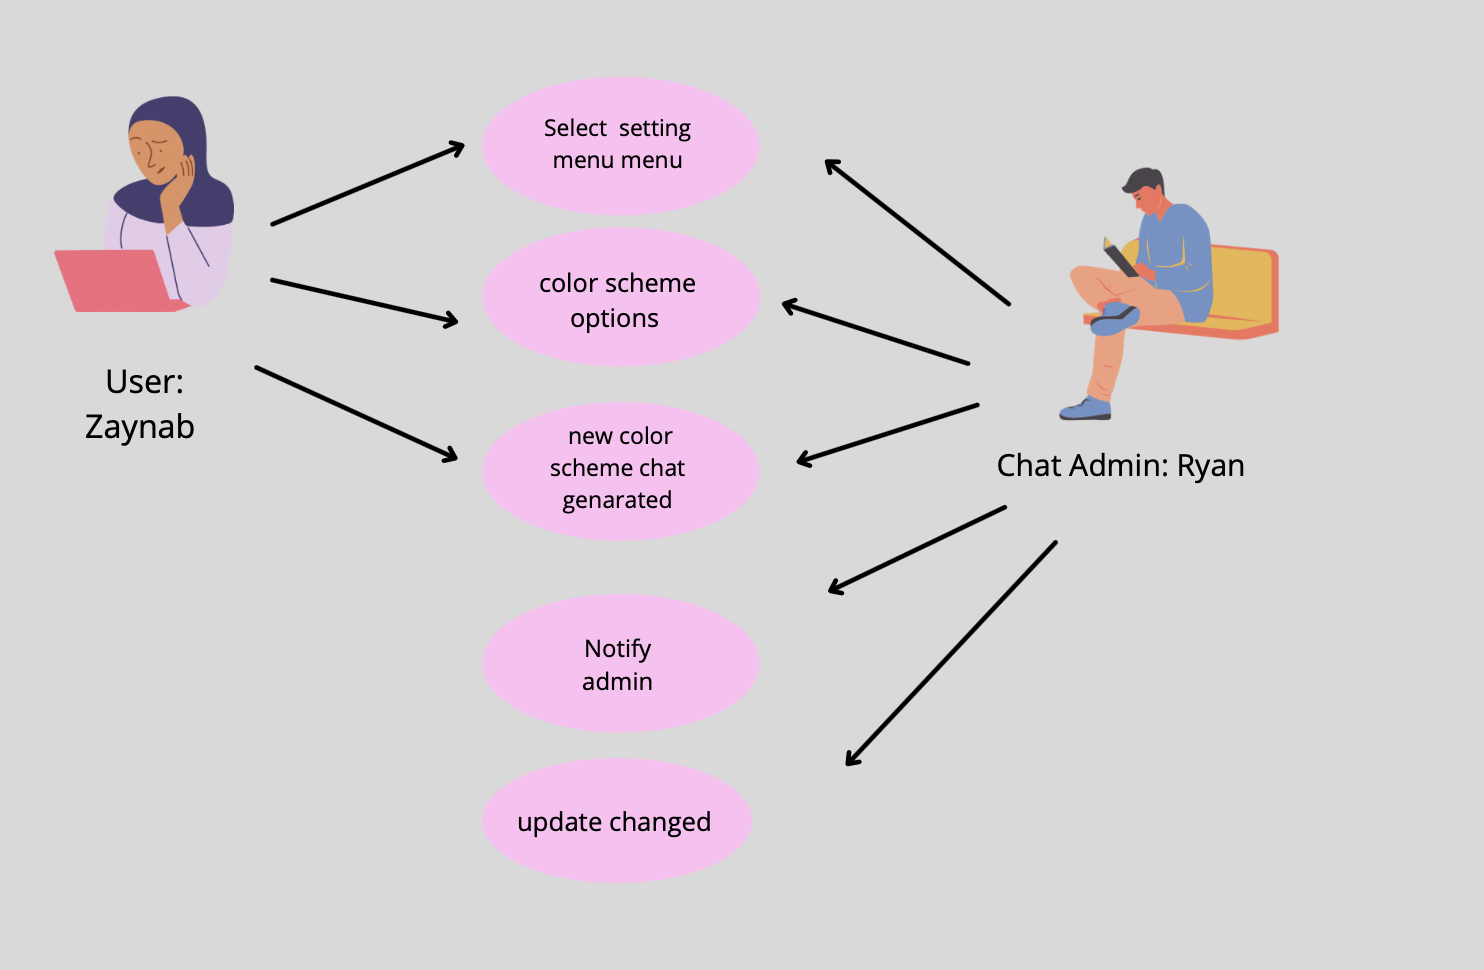 Select setting
menu menu
color scheme
options
User:
Zaynab
new color
scheme chat
genarated
Chat Admin: Ryan
Notify
admin
update changed